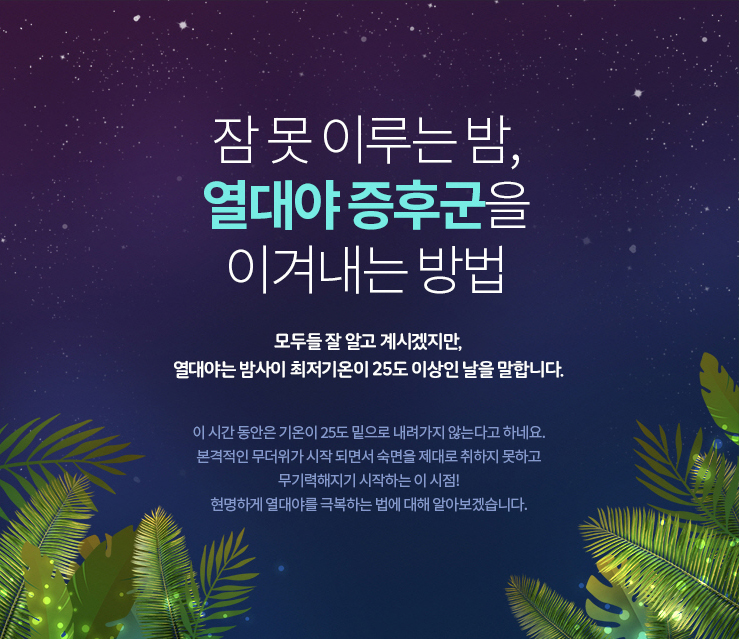 잠 못 이루는 밤,
열대야 증후군을
이겨내는 방법
모두들 잘 알고 계시겠지만,
열대야는 밤사이 최저기온이 25도 이상인 날을 말합니다.
이 시간 동안은 기온이 25도 밑으로 내려가지 않는다고 하네요.
본격적인 무더위가 시작 되면서 숙면을 제대로 취하지 못하고
무기력해지기 시작하는 이 시점!
현명하게 열대야를 극복하는 법에 대해 알아보겠습니다.